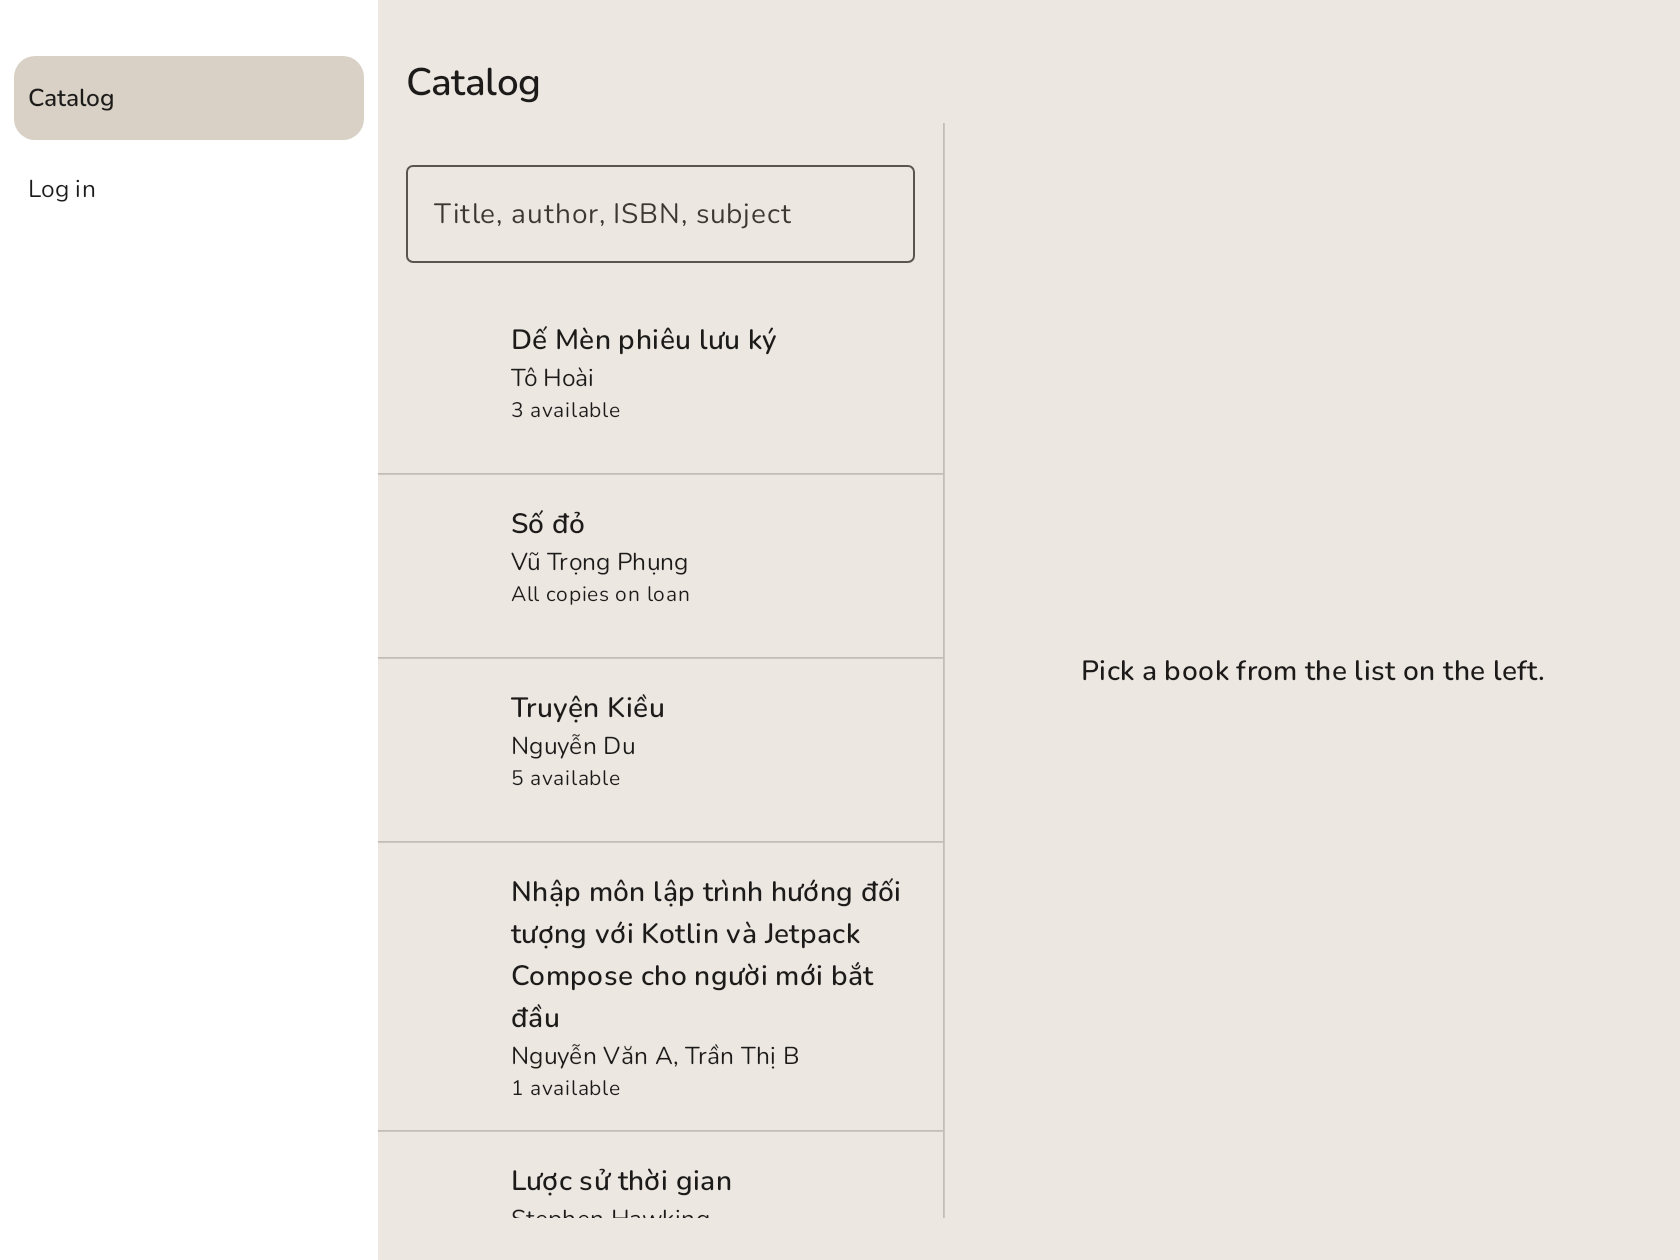 Catalog
Log in
Catalog
Title, author, ISBN, subject
Dế Mèn phiêu lưu ký
Tô Hoài
3 available
Số đỏ
Vũ Trọng Phụng
All copies on loan
Truyện Kiều
Nguyễn Du
5 available
Nhập môn lập trình hướng đối
tượng với Kotlin và Jetpack
Compose cho người mới bắt
đầu
Nguyễn Văn A, Trần Thị B
1 available
Lược sử thời gian
Stephen Hawking
Pick a book from the list on the left.